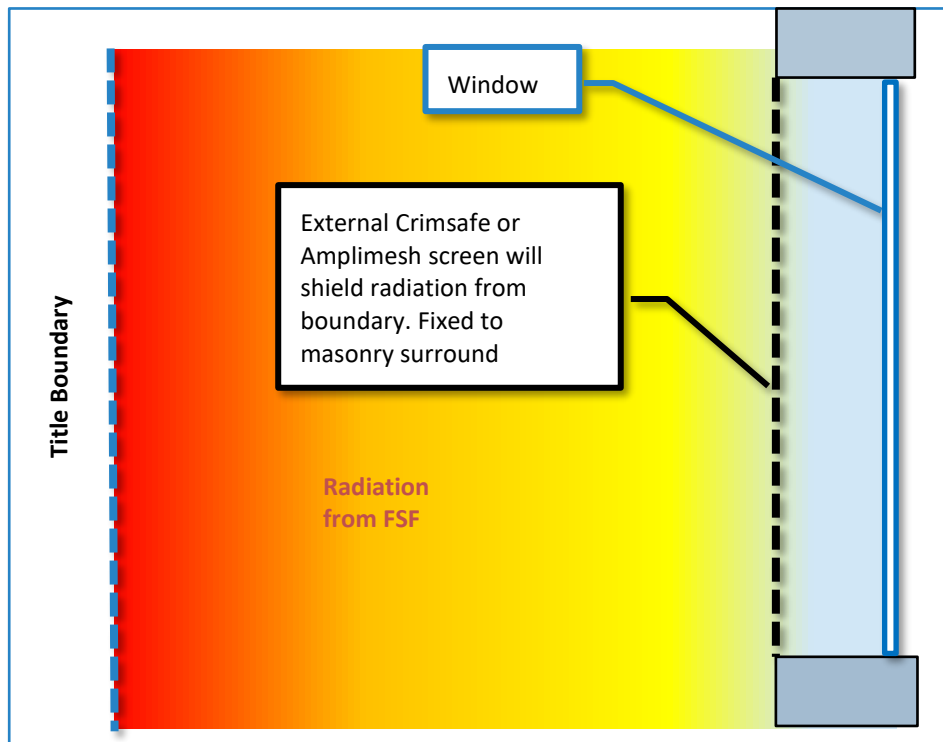 Window
External Crimsafe or
Amplimesh screen will
shield radiation from
boundary. Fixed to
masonry surround
Title Boundary
Radiation
from FSF